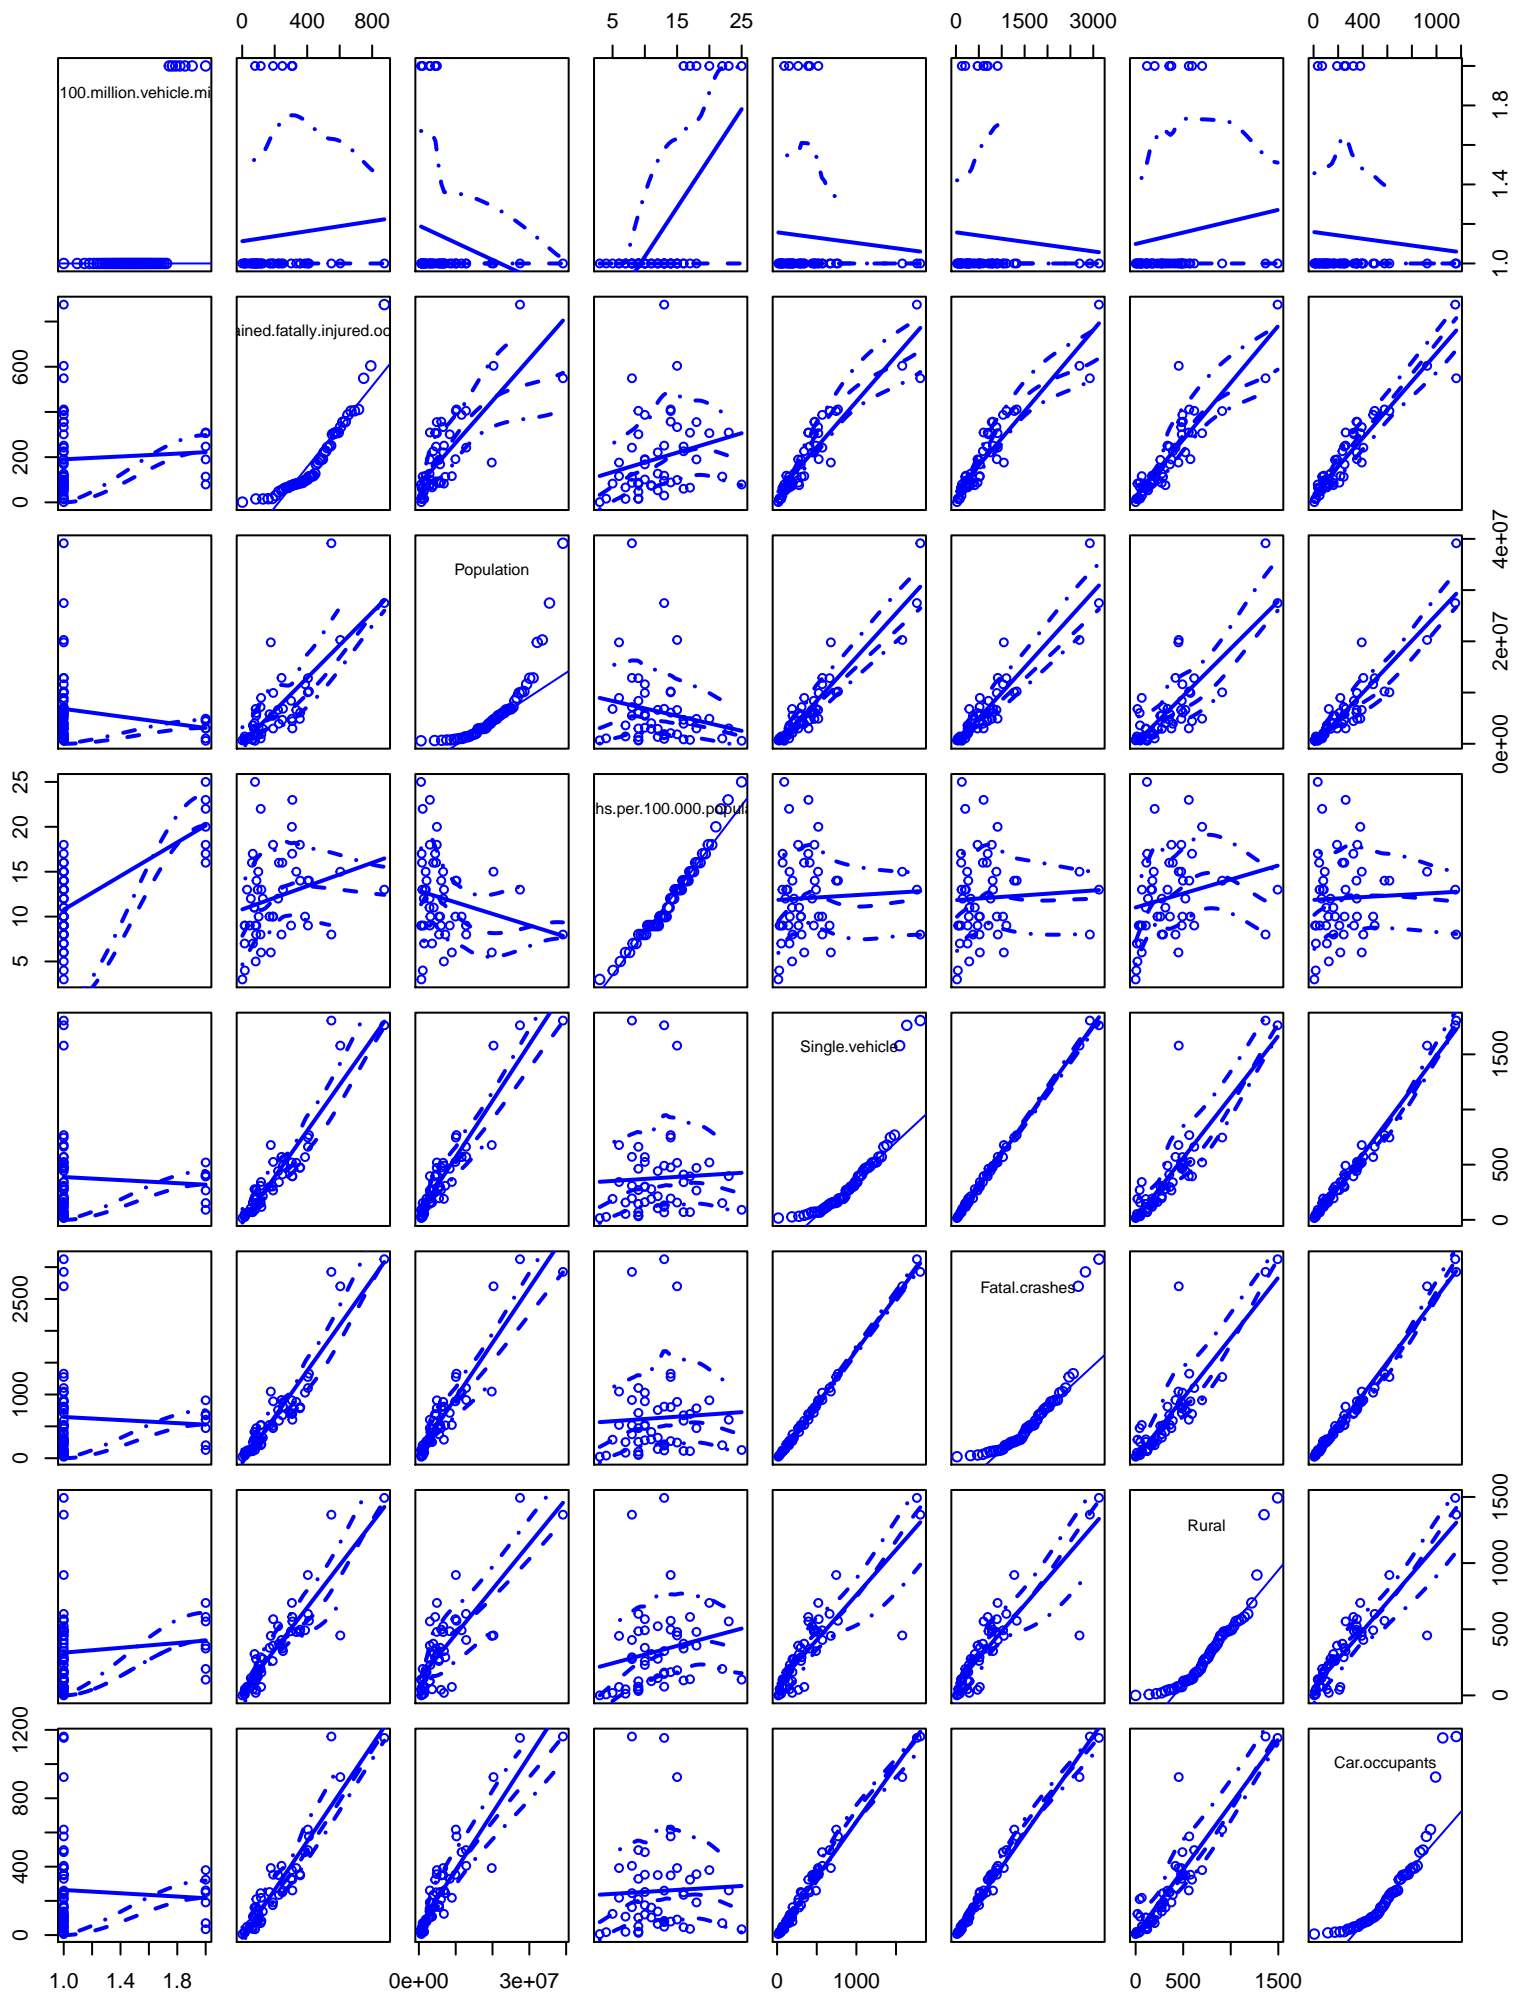 0 400 800
5 15 25
0 1500 3000
0 400 1000
100.million.vehicle.mi
1.0 1.4 1.8
ained.fatally.injured.oc
0 200 600
Population
0e+00 2e+07 4e+07
hs.per.100.000.popula
5 10 15 20 25
Single.vehicle
0 500 1500
Fatal.crashes
0 1000 2500
Rural
0 500 1000 1500
Car.occupants
0 400 800 1200
1.0 1.4 1.8
0e+00 3e+07
0 1000
0 500 1500